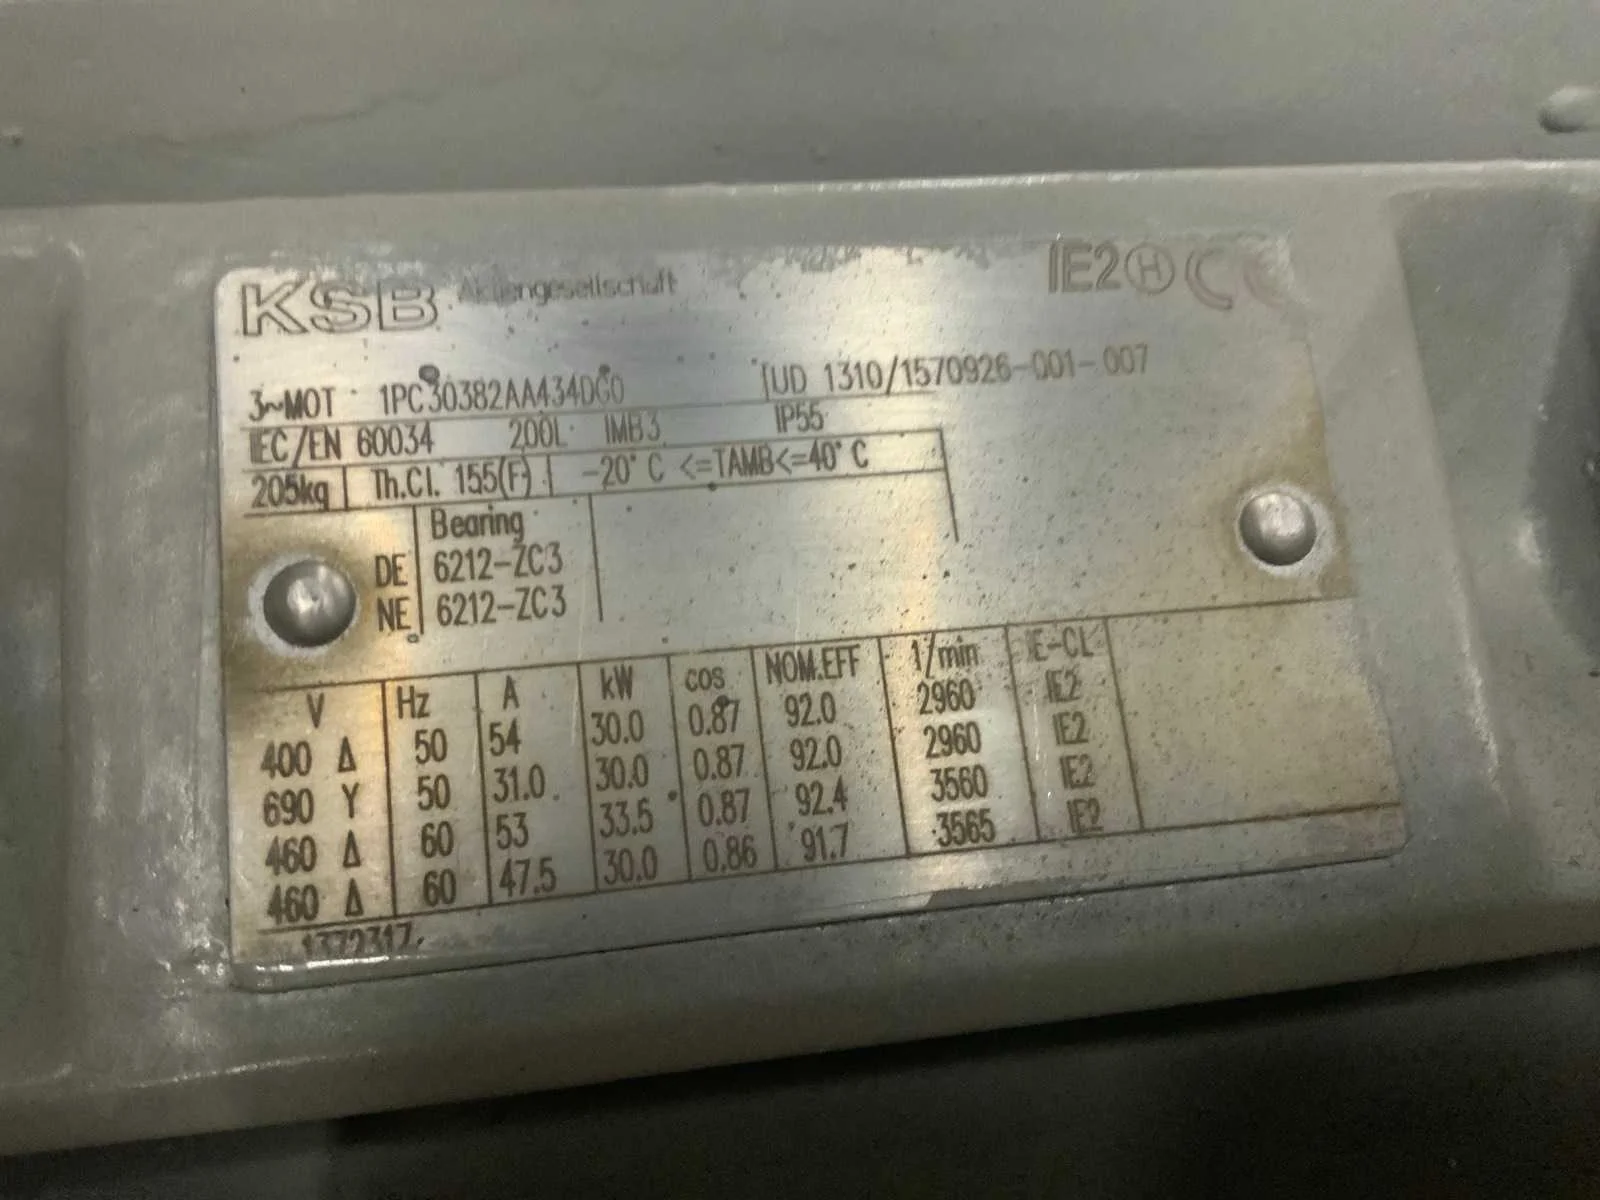 KSB Aktiengesellschaft IE2 H CE
3~MOT 1PC30382AA434DG0 UD 1310/1570926-001-007
IEC/EN 60034 200L IMB3 IP55
205kg Th.Cl. 155(F) -20°C <=TAMB<=40°C
Bearing
DE 6212-ZC3
NE 6212-ZC3
V Hz A kW cos NOM.EFF 1/min IE-CL
400 Δ 50 54 30.0 0.87 92.0 2960 IE2
690 Y 50 31.0 30.0 0.87 92.0 2960 IE2
460 Δ 60 53 33.5 0.87 92.4 3560 IE2
460 Δ 60 47.5 30.0 0.86 91.7 3565 IE2
1372317